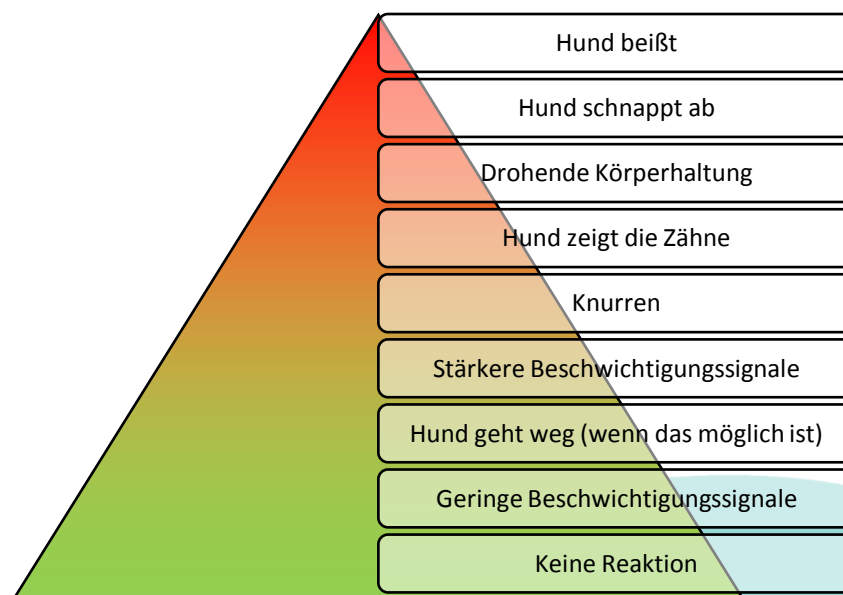 Hund beißt
Hund schnappt ab
Drohende Körperhaltung
Hund zeigt die Zähne
Knurren
Stärkere Beschwichtigungssignale
Hund geht weg (wenn das möglich ist)
Geringe Beschwichtigungssignale
Keine Reaktion